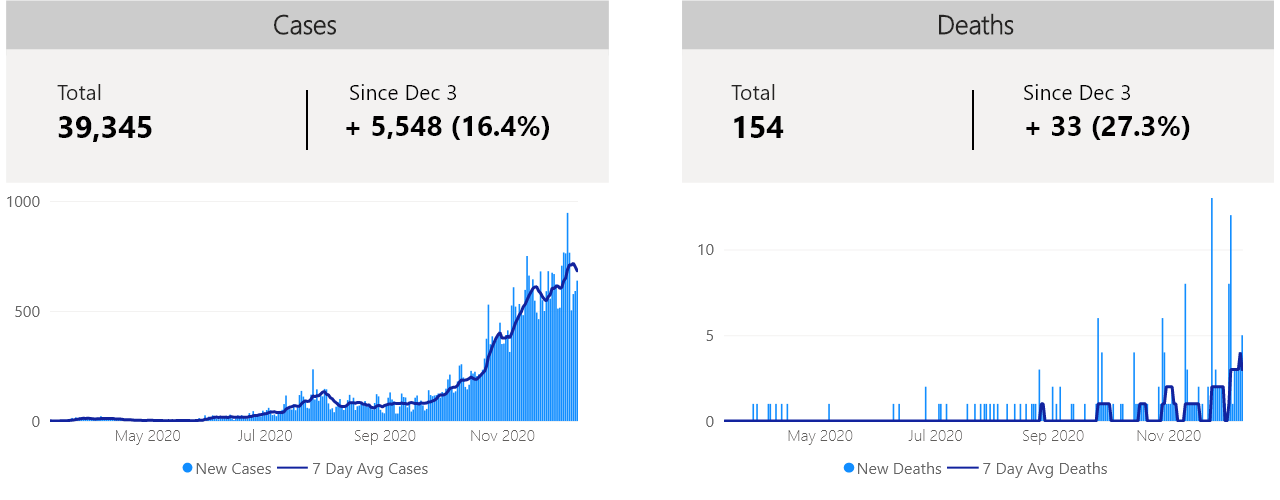 Cases
Total
39,345
Since Dec 3
+ 5,548 (16.4%)
1000
500
0
May 2020 Jul 2020 Sep 2020 Nov 2020
New Cases 7 Day Avg Cases
Deaths
Total
154
Since Dec 3
+ 33 (27.3%)
10
5
0
May 2020 Jul 2020 Sep 2020 Nov 2020
New Deaths 7 Day Avg Deaths